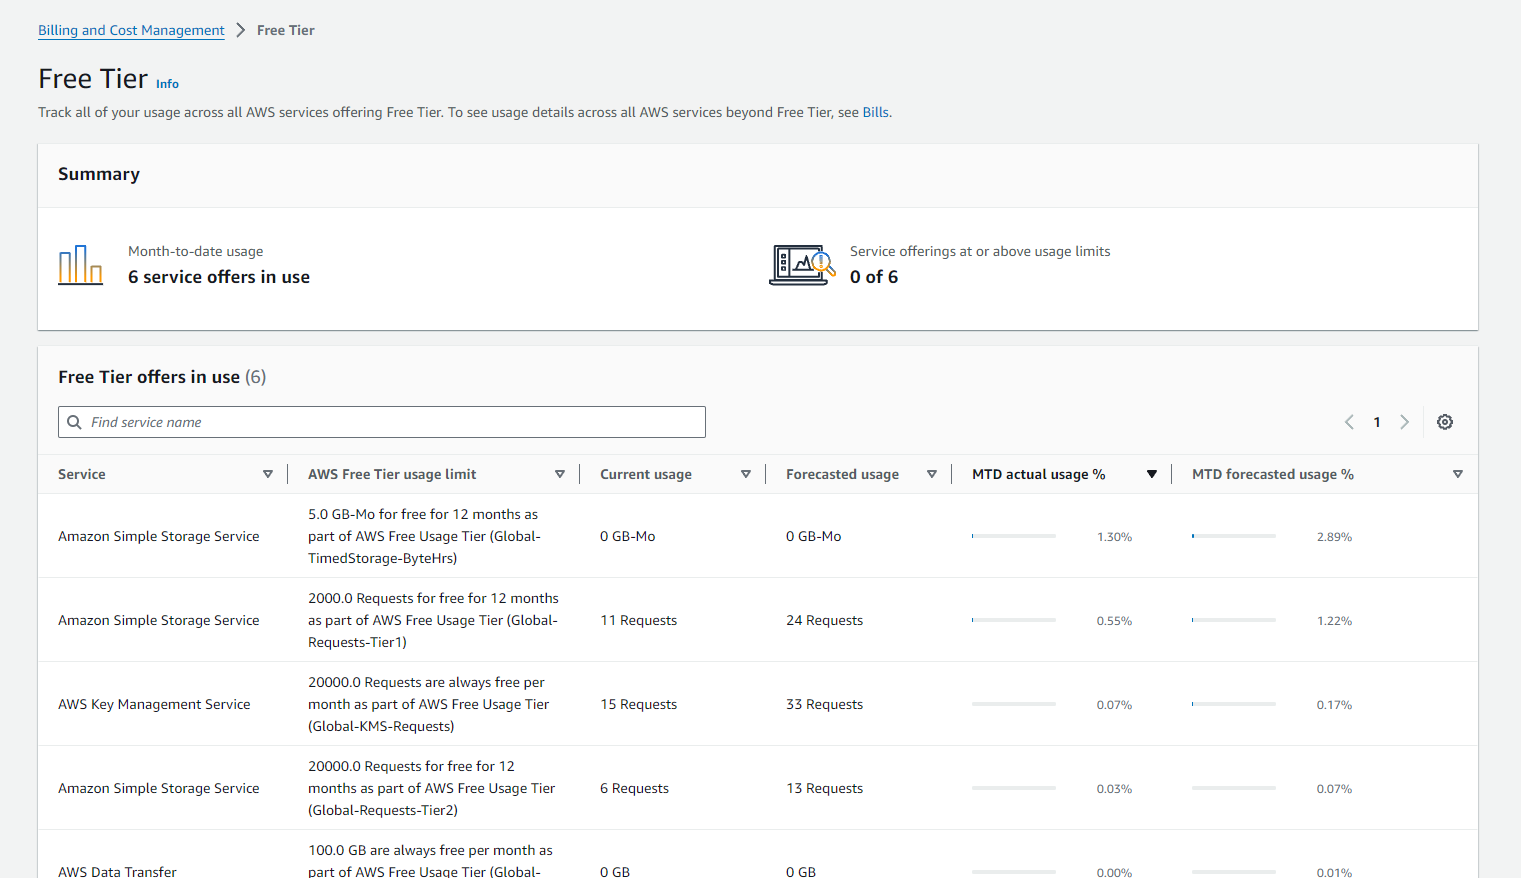 Billing and Cost Management > Free Tier
Free Tier Info
Track all of your usage across all AWS services offering Free Tier. To see usage details across all AWS services beyond Free Tier, see Bills.
Summary
Month-to-date usage
6 service offers in use
Service offerings at or above usage limits
0 of 6
Free Tier offers in use (6)
Find service name
1
Service AWS Free Tier usage limit Current usage Forecasted usage MTD actual usage % MTD forecasted usage %
5.0 GB-Mo for free for 12 months as
Amazon Simple Storage Service part of AWS Free Usage Tier (Global- 0 GB-Mo 0 GB-Mo 1.30% 2.89%
TimedStorage-ByteHrs)
2000.0 Requests for free for 12 months
Amazon Simple Storage Service as part of AWS Free Usage Tier (Global- 11 Requests 24 Requests 0.55% 1.22%
Requests-Tier1)
20000.0 Requests are always free per
AWS Key Management Service month as part of AWS Free Usage Tier 15 Requests 33 Requests 0.07% 0.17%
(Global-KMS-Requests)
20000.0 Requests for free for 12
Amazon Simple Storage Service months as part of AWS Free Usage Tier 6 Requests 13 Requests 0.03% 0.07%
(Global-Requests-Tier2)
100.0 GB are always free per month as
AWS Data Transfer part of AWS Free Usage Tier (Global- 0 GB 0 GB 0.00% 0.01%